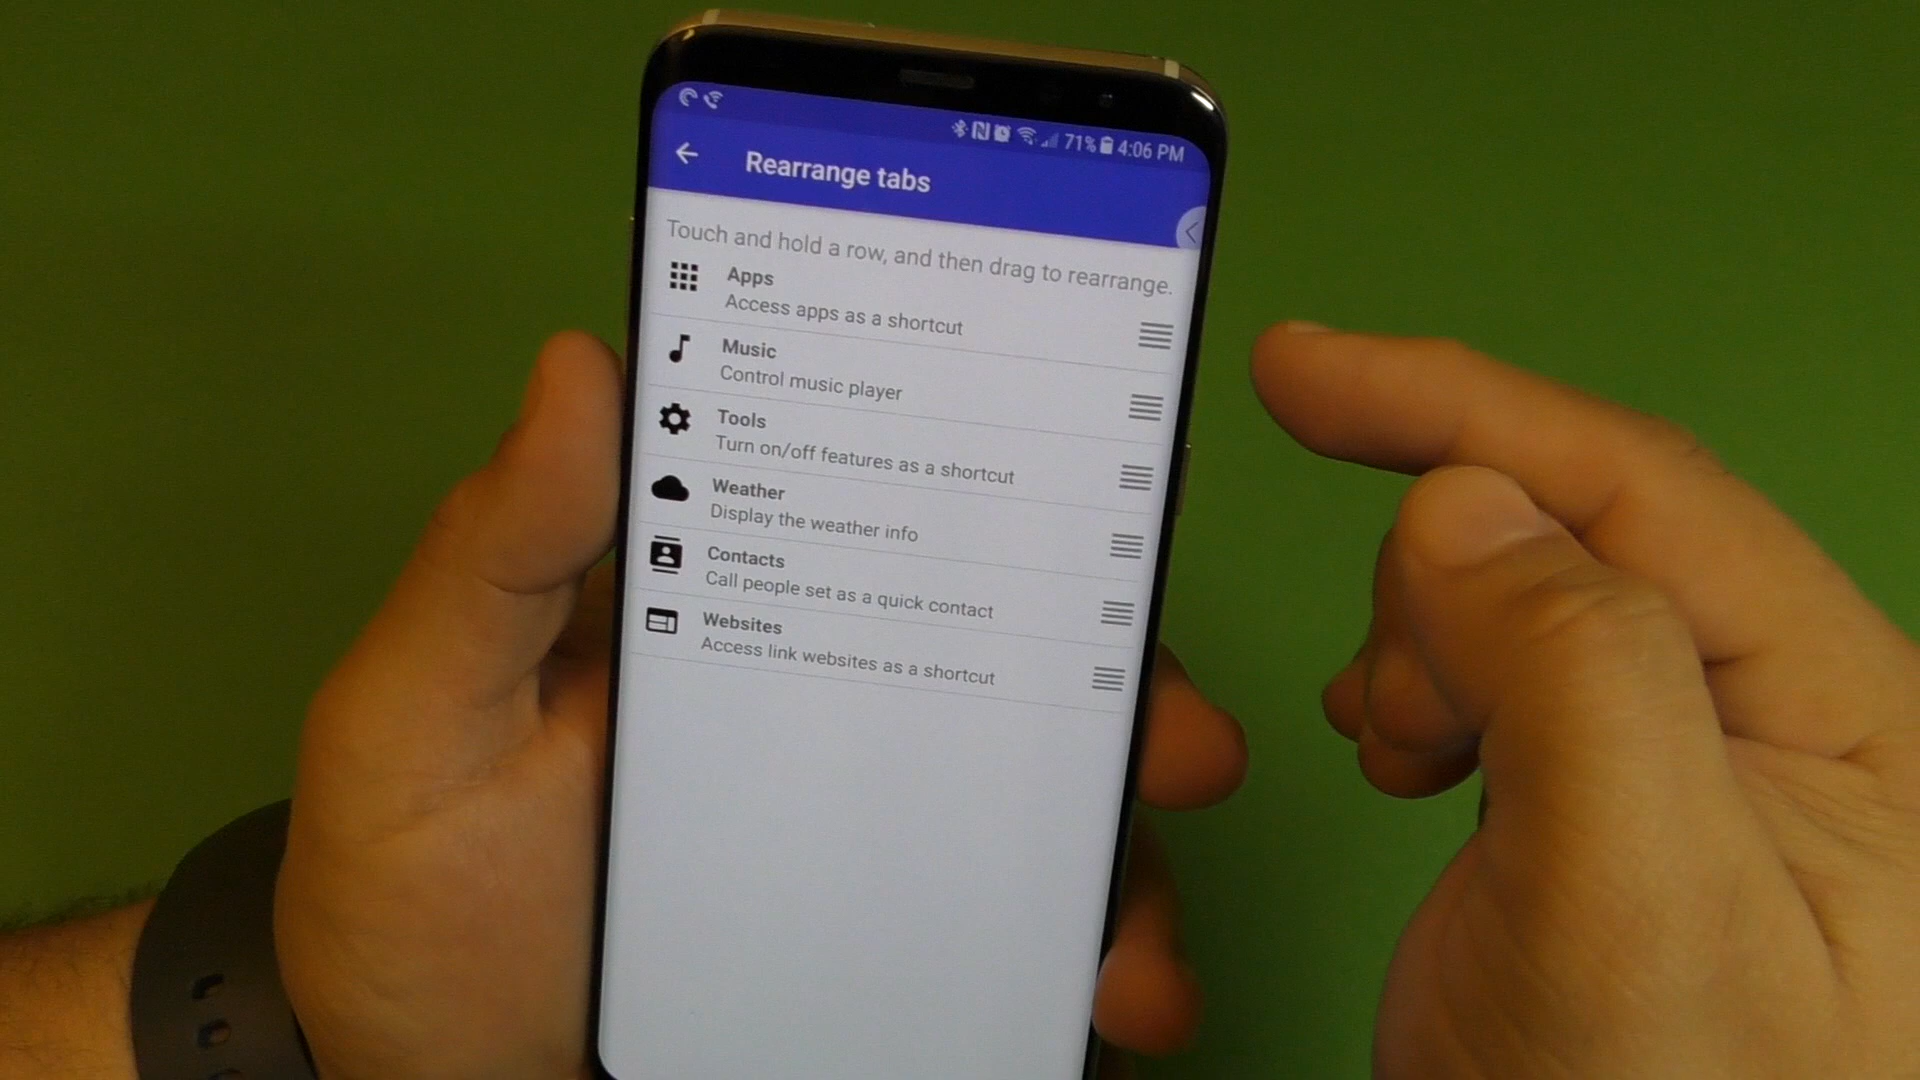 71% 4:06 PM
Rearrange tabs
Touch and hold a row, and then drag to rearrange.
Apps
Access apps as a shortcut
Music
Control music player
Tools
Turn on/off features as a shortcut
Weather
Display the weather info
Contacts
Call people set as a quick contact
Websites
Access link websites as a shortcut